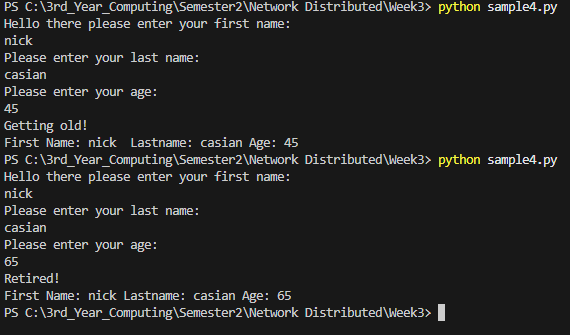 PS C:\3rd_Year_Computing\Semester2\Network Distributed\Week3> python sample4.py
Hello there please enter your first name:
nick
Please enter your last name:
casian
Please enter your age:
45
Getting old!
First Name: nick  Lastname: casian Age: 45
PS C:\3rd_Year_Computing\Semester2\Network Distributed\Week3> python sample4.py
Hello there please enter your first name:
nick
Please enter your last name:
casian
Please enter your age:
65
Retired!
First Name: nick Lastname: casian Age: 65
PS C:\3rd_Year_Computing\Semester2\Network Distributed\Week3>